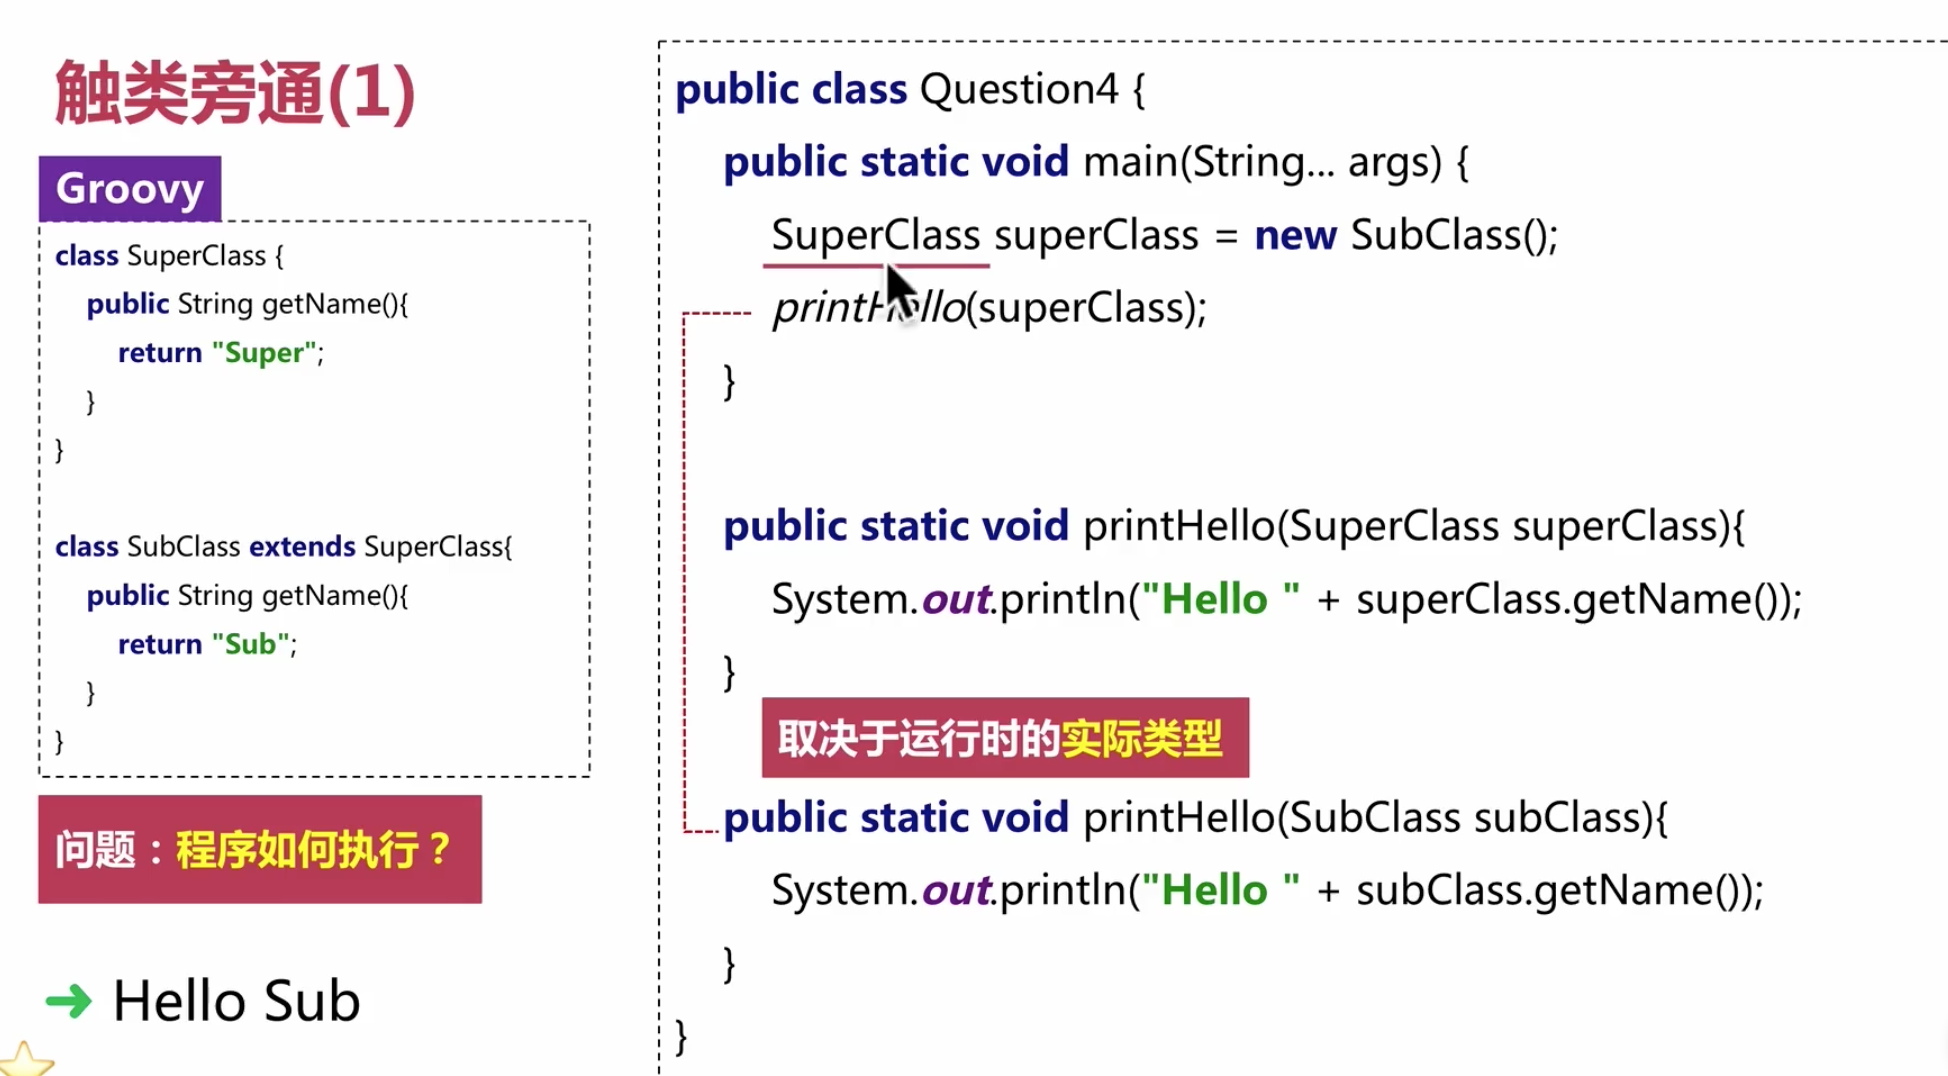 触类旁通(1)
Groovy
class SuperClass {
public String getName(){
return "Super";
}
}
class SubClass extends SuperClass{
public String getName(){
return "Sub";
}
}
问题：程序如何执行？
➜ Hello Sub
public class Question4 {
public static void main(String... args) {
SuperClass superClass = new SubClass();
printHello(superClass);
}
public static void printHello(SuperClass superClass){
System.out.println("Hello " + superClass.getName());
}
取决于运行时的实际类型
public static void printHello(SubClass subClass){
System.out.println("Hello " + subClass.getName());
}
}